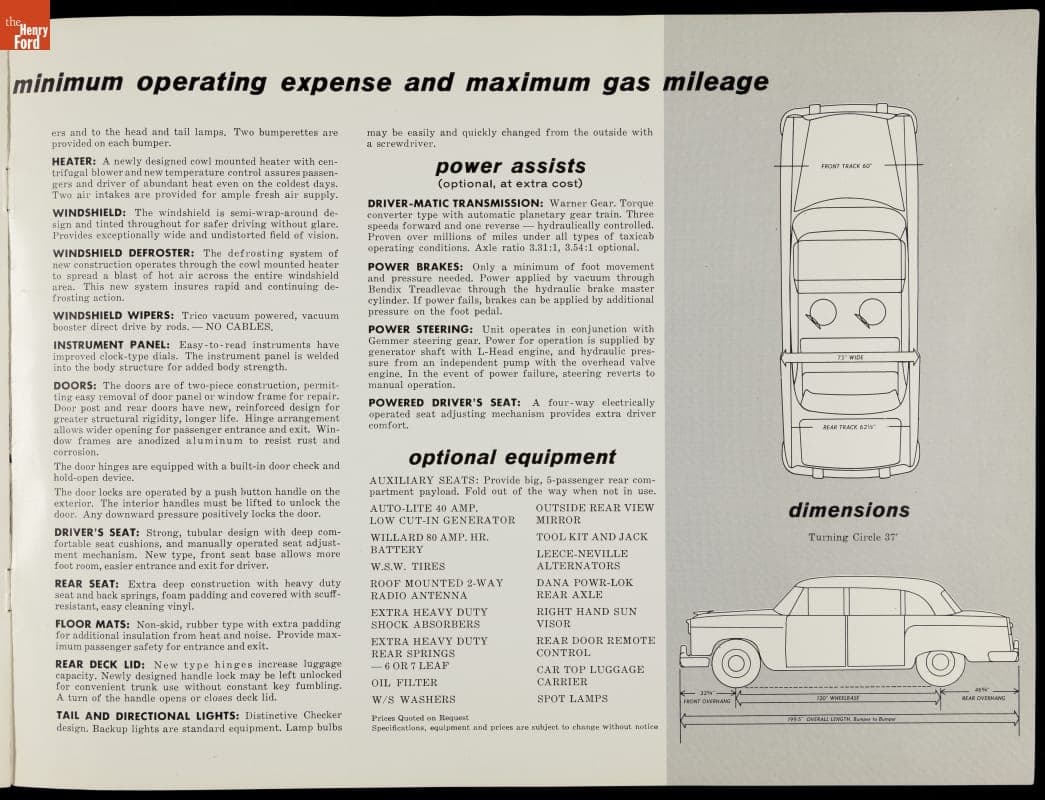 the
Henry
Ford
minimum operating expense and maximum gas mileage
ers and to the head and tail lamps. Two bumperettes are
provided on each bumper.
HEATER: A newly designed cowl mounted heater with cen-
trifugal blower and new temperature control assures passen-
gers and driver of abundant heat even on the coldest days.
Two air intakes are provided for ample fresh air supply.
WINDSHIELD: The windshield is semi-wrap-around de-
sign and tinted throughout for safer driving without glare.
Provides exceptionally wide and undistorted field of vision.
WINDSHIELD DEFROSTER: The defrosting system of
new construction operates through the cowl mounted heater
to spread a blast of hot air across the entire windshield
area. This new system insures rapid and continuing de-
frosting action.
WINDSHIELD WIPERS: Trico vacuum powered, vacuum
booster direct drive by rods. — NO CABLES.
INSTRUMENT PANEL: Easy-to-read instruments have
improved clock-type dials. The instrument panel is welded
into the body structure for added body strength.
DOORS: The doors are of two-piece construction, permit-
ting easy removal of door panel or window frame for repair.
Door post and rear doors have new, reinforced design for
greater structural rigidity, longer life. Hinge arrangement
allows wider opening for passenger entrance and exit. Win-
dow frames are anodized aluminum to resist rust and
corrosion.
The door hinges are equipped with a built-in door check and
hold-open device.
The door locks are operated by a push button handle on the
exterior. The interior handles must be lifted to unlock the
door. Any downward pressure positively locks the door.
DRIVER'S SEAT: Strong, tubular design with deep com-
fortable seat cushions, and manually operated seat adjust-
ment mechanism. New type, front seat base allows more
foot room, easier entrance and exit for driver.
REAR SEAT: Extra deep construction with heavy duty
seat and back springs, foam padding and covered with scuff-
resistant, easy cleaning vinyl.
FLOOR MATS: Non-skid, rubber type with extra padding
for additional insulation from heat and noise. Provide max-
imum passenger safety for entrance and exit.
REAR DECK LID: New type hinges increase luggage
capacity. Newly designed handle lock may be left unlocked
for convenient trunk use without constant key fumbling.
A turn of the handle opens or closes deck lid.
TAIL AND DIRECTIONAL LIGHTS: Distinctive Checker
design. Backup lights are standard equipment. Lamp bulbs
may be easily and quickly changed from the outside with
a screwdriver.
power assists
(optional, at extra cost)
DRIVER-MATIC TRANSMISSION: Warner Gear. Torque
converter type with automatic planetary gear train. Three
speeds forward and one reverse — hydraulically controlled.
Proven over millions of miles under all types of taxicab
operating conditions. Axle ratio 3.31:1, 3.54:1 optional.
POWER BRAKES: Only a minimum of foot movement
and pressure needed. Power applied by vacuum through
Bendix Treadlevac through the hydraulic brake master
cylinder. If power fails, brakes can be applied by additional
pressure on the foot pedal.
POWER STEERING: Unit operates in conjunction with
Gemmer steering gear. Power for operation is supplied by
generator shaft with L-Head engine, and hydraulic pres-
sure from an independent pump with the overhead valve
engine. In the event of power failure, steering reverts to
manual operation.
POWERED DRIVER'S SEAT: A four-way electrically
operated seat adjusting mechanism provides extra driver
comfort.
optional equipment
AUXILIARY SEATS: Provide big, 5-passenger rear com-
partment payload. Fold out of the way when not in use.
AUTO-LITE 40 AMP.
LOW CUT-IN GENERATOR
WILLARD 80 AMP. HR.
BATTERY
W.S.W. TIRES
ROOF MOUNTED 2-WAY
RADIO ANTENNA
EXTRA HEAVY DUTY
SHOCK ABSORBERS
EXTRA HEAVY DUTY
REAR SPRINGS
— 6 OR 7 LEAF
OIL FILTER
W/S WASHERS
OUTSIDE REAR VIEW
MIRROR
TOOL KIT AND JACK
LEECE-NEVILLE
ALTERNATORS
DANA POWR-LOK
REAR AXLE
RIGHT HAND SUN
VISOR
REAR DOOR REMOTE
CONTROL
CAR TOP LUGGAGE
CARRIER
SPOT LAMPS
Prices Quoted on Request
Specifications, equipment and prices are subject to change without notice
FRONT TRACK 60"
73" WIDE
REAR TRACK 62½"
dimensions
Turning Circle 37'
FRONT OVERHANG
120" WHEELBASE
REAR OVERHANG
199.5" OVERALL LENGTH, Bumper to Bumper